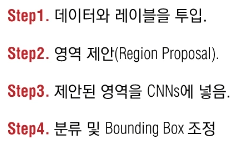 Step1. 데이터와 레이블을 투입.
Step2. 영역 제안(Region Proposal).
Step3. 제안된 영역을 CNNs에 넣음.
Step4. 분류 및 Bounding Box 조정